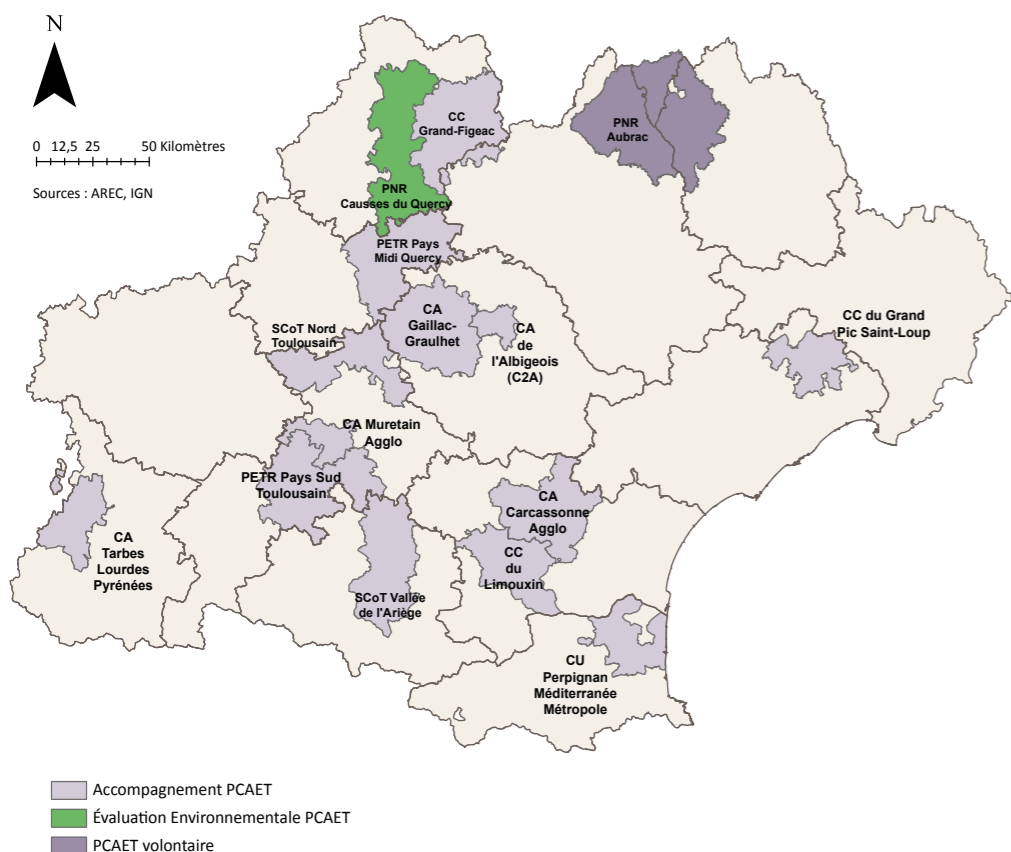 N
0 12,5 25 50 Kilomètres
Sources : AREC, IGN
CC
Grand-Figeac
PNR
Aubrac
PNR
Causses du Quercy
PETR Pays
Midi Quercy
SCoT Nord
Toulousain
CA
Gaillac-
Graulhet
CA
de
l'Albigeois
(C2A)
CC du Grand
Pic Saint-Loup
CA Muretain
Agglo
PETR Pays Sud
Toulousain
CA
Carcassonne
Agglo
CA
Tarbes
Lourdes
Pyrénées
CC
du
Limouxin
SCoT Vallée
de l'Ariège
CU
Perpignan
Méditerranée
Métropole
Accompagnement PCAET
Évaluation Environnementale PCAET
PCAET volontaire